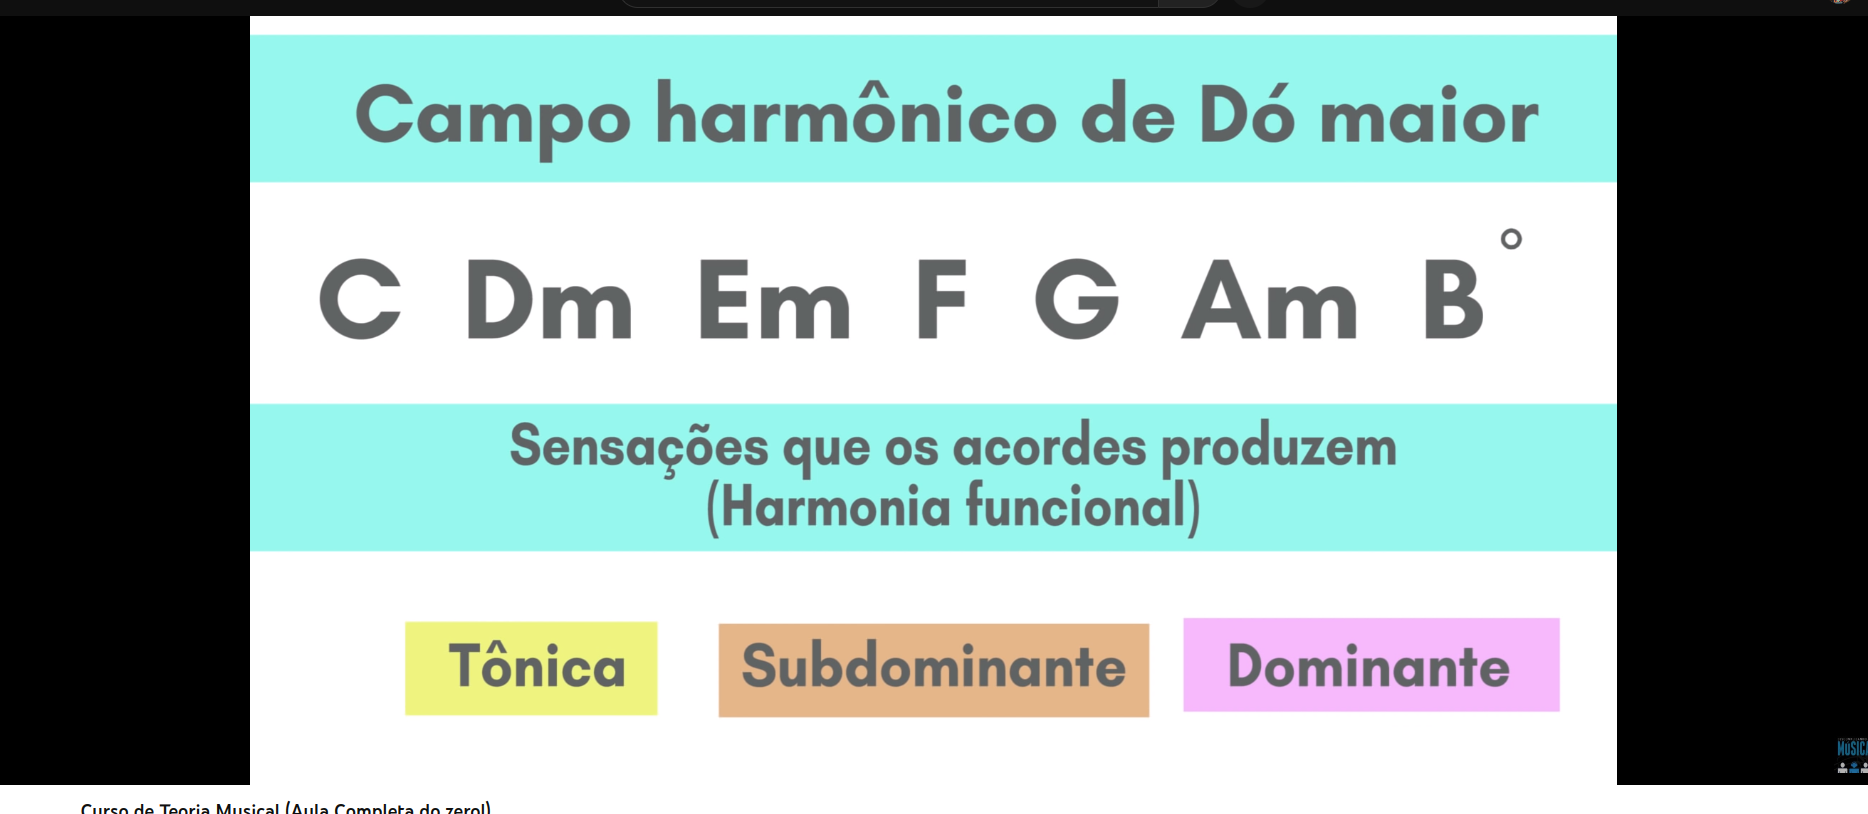 Campo harmônico de Dó maior
C Dm Em F G Am B°
Sensações que os acordes produzem
(Harmonia funcional)
Tônica Subdominante Dominante
Curso de Teoria Musical (Aula Completa do zero!)